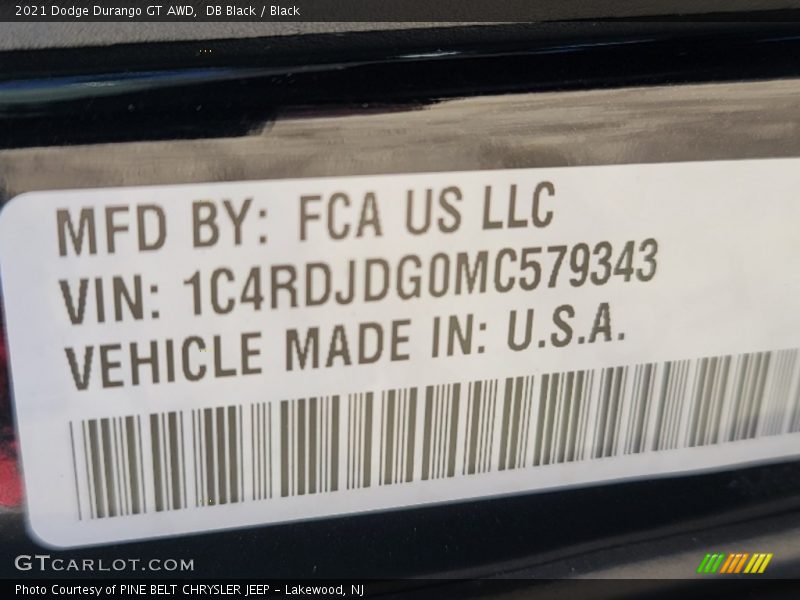 2021 Dodge Durango GT AWD,  DB Black / Black
MFD BY: FCA US LLC
VIN: 1C4RDJDG0MC579343
VEHICLE MADE IN: U.S.A.
GTCARLOT.COM
Photo Courtesy of PINE BELT CHRYSLER JEEP – Lakewood, NJ